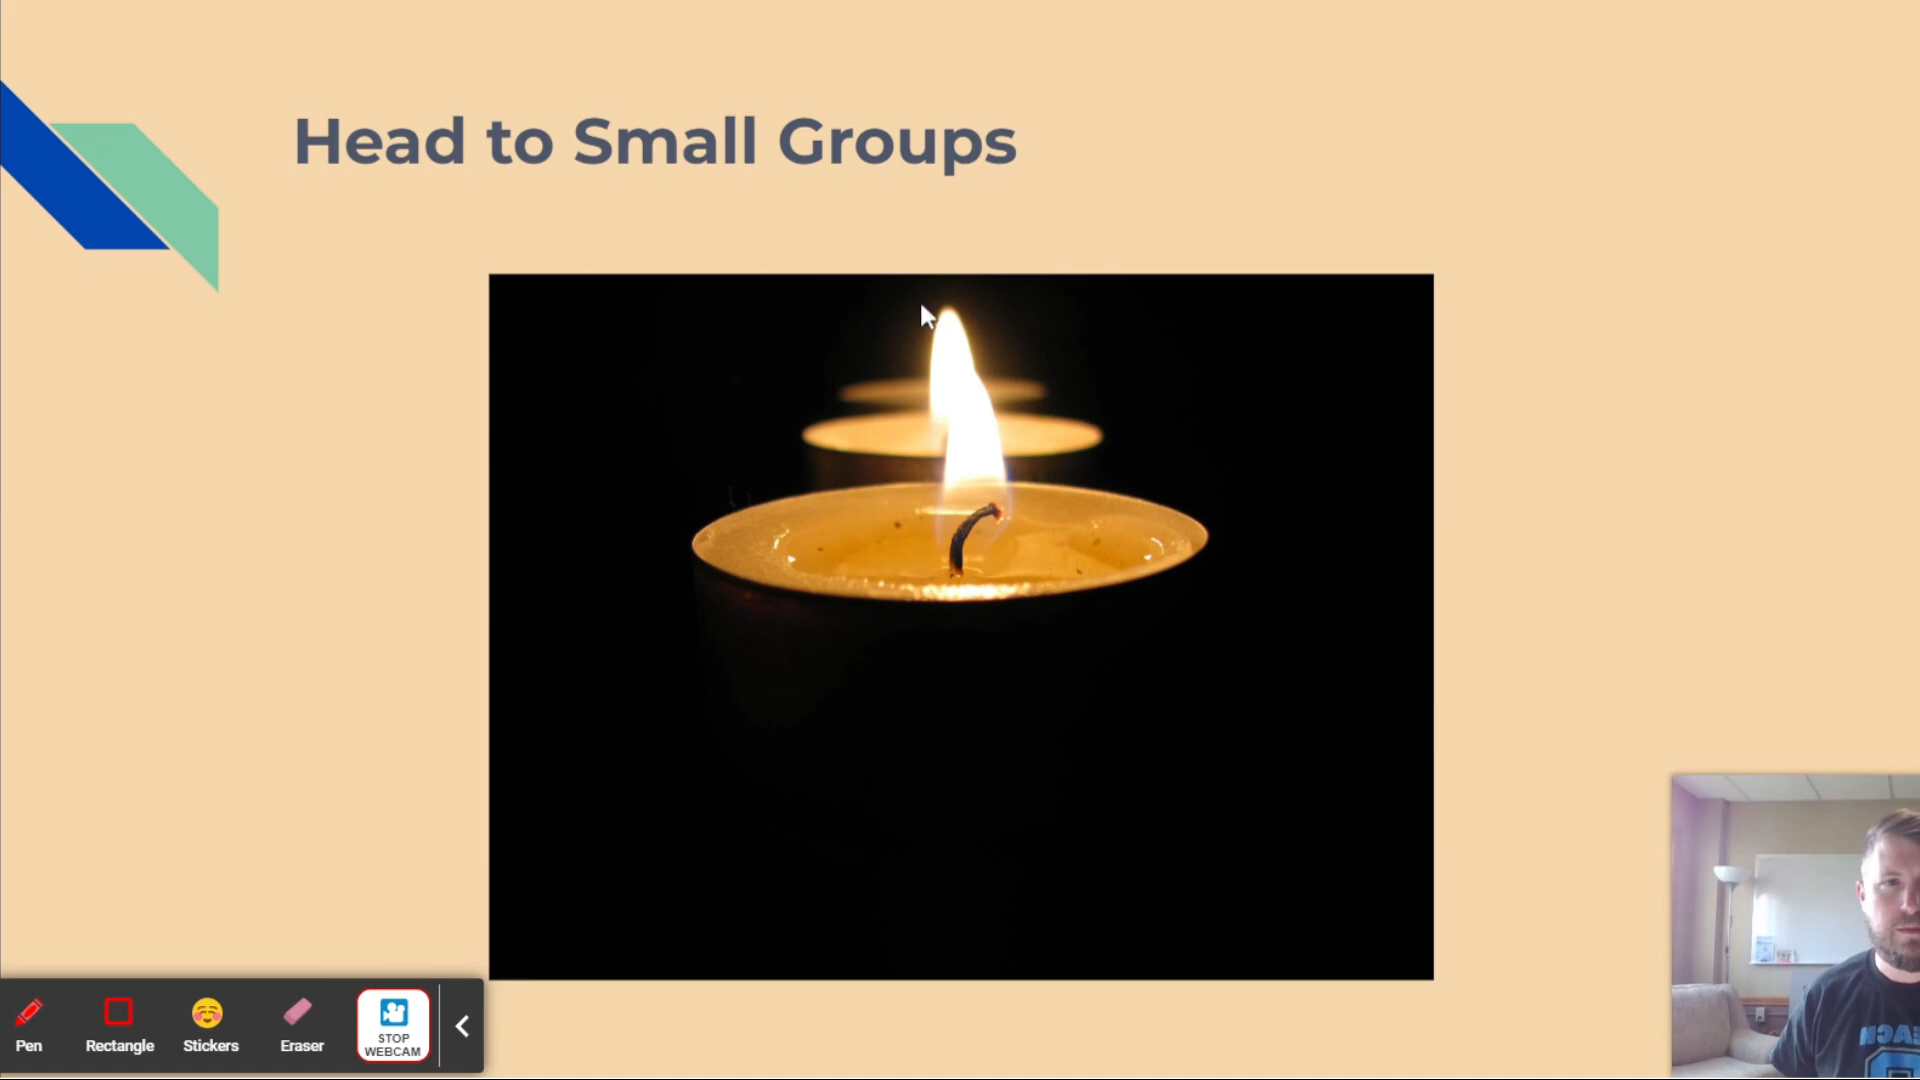 Head to Small Groups
Pen
Rectangle
Stickers
Eraser
STOP
WEBCAM